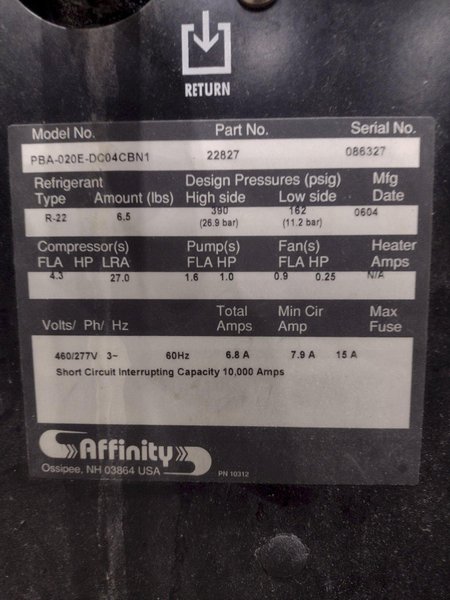 RETURN
Model No. Part No. Serial No.
PBA-020E-DC04CBN1 22827 086327
Refrigerant Design Pressures (psig) Mfg
Type Amount (lbs) High side Low side Date
R-22 6.5 390 162 0604
(26.9 bar) (11.2 bar)
Compressor(s) Pump(s) Fan(s) Heater
FLA HP LRA FLA HP FLA HP Amps
4.3 27.0 1.6 1.0 0.9 0.25 N/A
Total Min Cir Max
Volts/ Ph/ Hz Amps Amp Fuse
460/277V 3~ 60Hz 6.8 A 7.9 A 15 A
Short Circuit Interrupting Capacity 10,000 Amps
Affinity
Ossipee, NH 03864 USA PN 10312